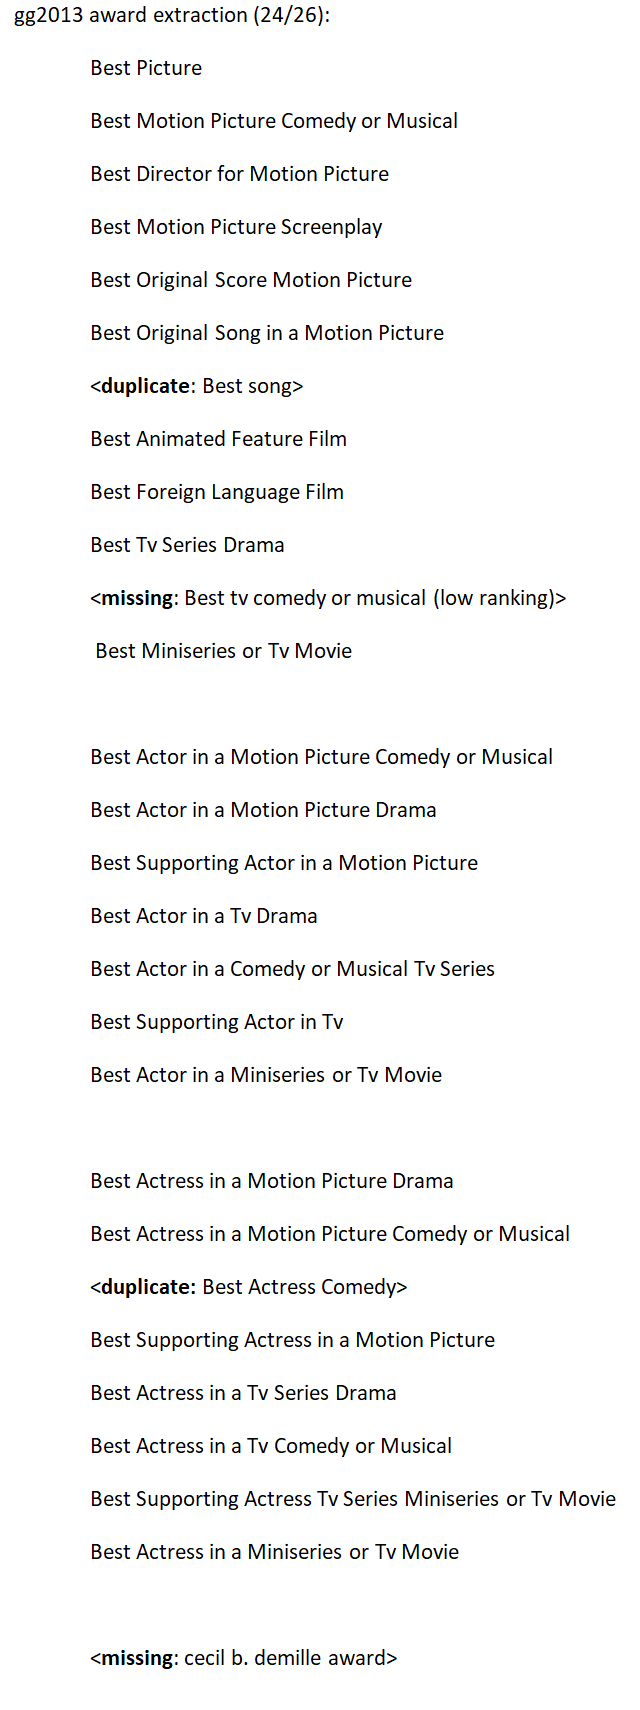 gg2013 award extraction (24/26):
Best Picture
Best Motion Picture Comedy or Musical
Best Director for Motion Picture
Best Motion Picture Screenplay
Best Original Score Motion Picture
Best Original Song in a Motion Picture
<duplicate: Best song>
Best Animated Feature Film
Best Foreign Language Film
Best Tv Series Drama
<missing: Best tv comedy or musical (low ranking)>
Best Miniseries or Tv Movie
Best Actor in a Motion Picture Comedy or Musical
Best Actor in a Motion Picture Drama
Best Supporting Actor in a Motion Picture
Best Actor in a Tv Drama
Best Actor in a Comedy or Musical Tv Series
Best Supporting Actor in Tv
Best Actor in a Miniseries or Tv Movie
Best Actress in a Motion Picture Drama
Best Actress in a Motion Picture Comedy or Musical
<duplicate: Best Actress Comedy>
Best Supporting Actress in a Motion Picture
Best Actress in a Tv Series Drama
Best Actress in a Tv Comedy or Musical
Best Supporting Actress Tv Series Miniseries or Tv Movie
Best Actress in a Miniseries or Tv Movie
<missing: cecil b. demille award>